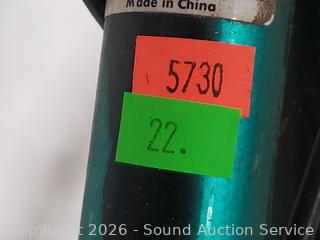 Made in China
5730
22.
Copyright 2026 - Sound Auction Service